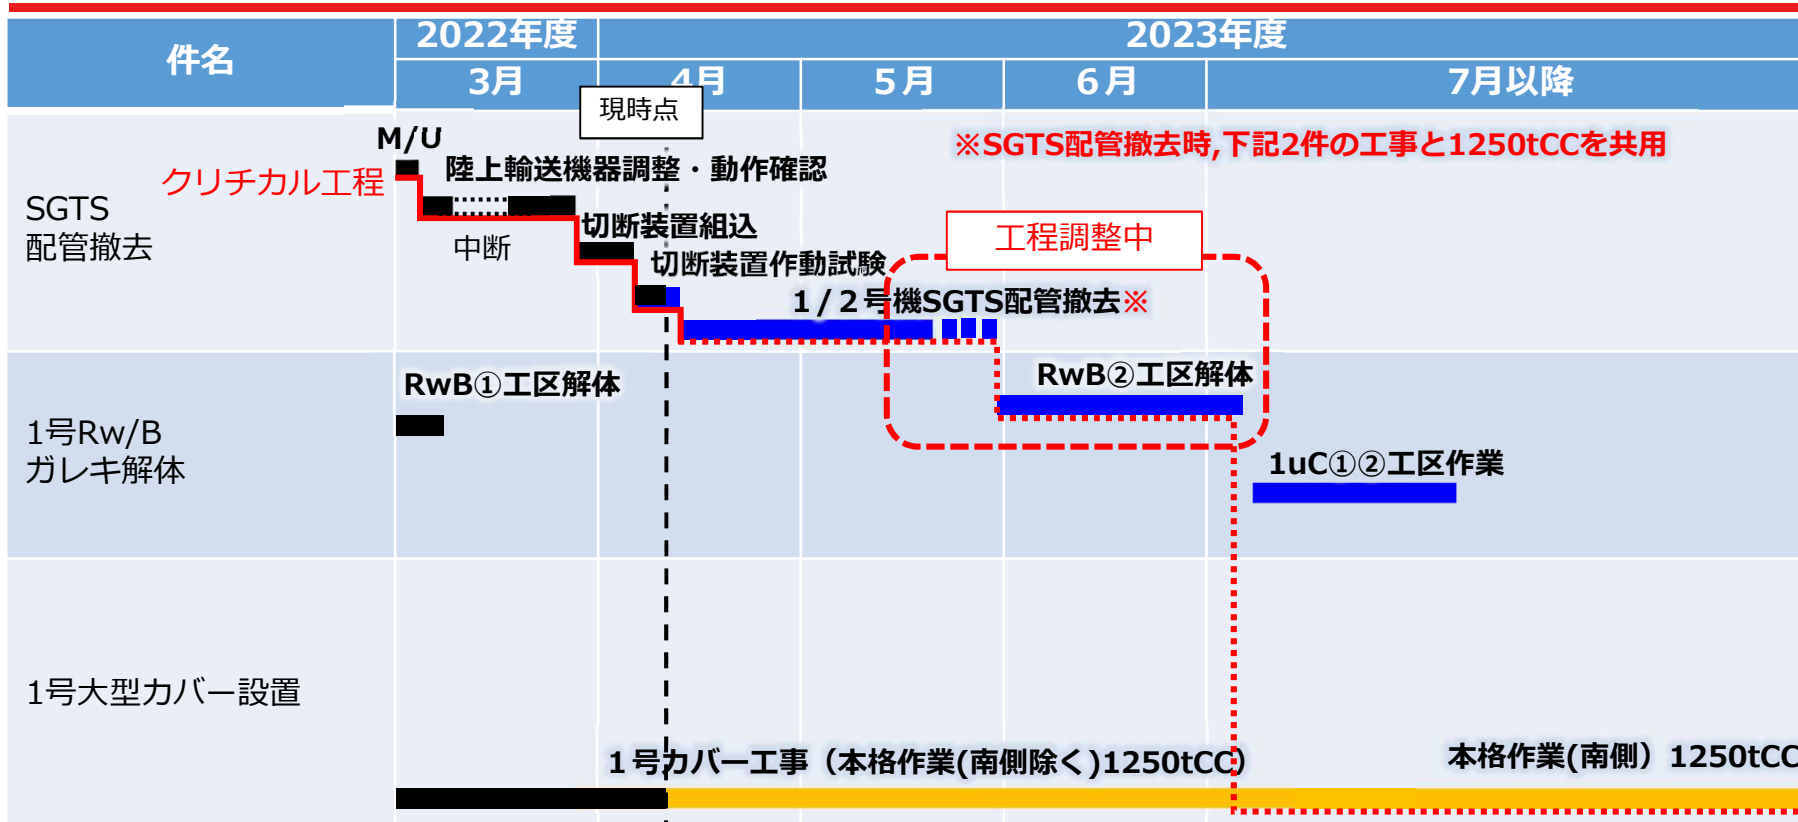 件名
2022年度
2023年度
3月
4月
5月
6月
7月以降
現時点
M/U
※SGTS配管撤去時,下記2件の工事と1250tCCを共用
陸上輸送機器調整・動作確認
クリチカル工程
SGTS
配管撤去
中断
切断装置組込
工程調整中
切断装置作動試験
1/2号機SGTS配管撤去※
RwB①工区解体
RwB②工区解体
1号Rw/B
ガレキ解体
1uC①②工区作業
1号大型カバー設置
1号カバー工事（本格作業(南側除く)1250tCC）
本格作業(南側）1250tCC